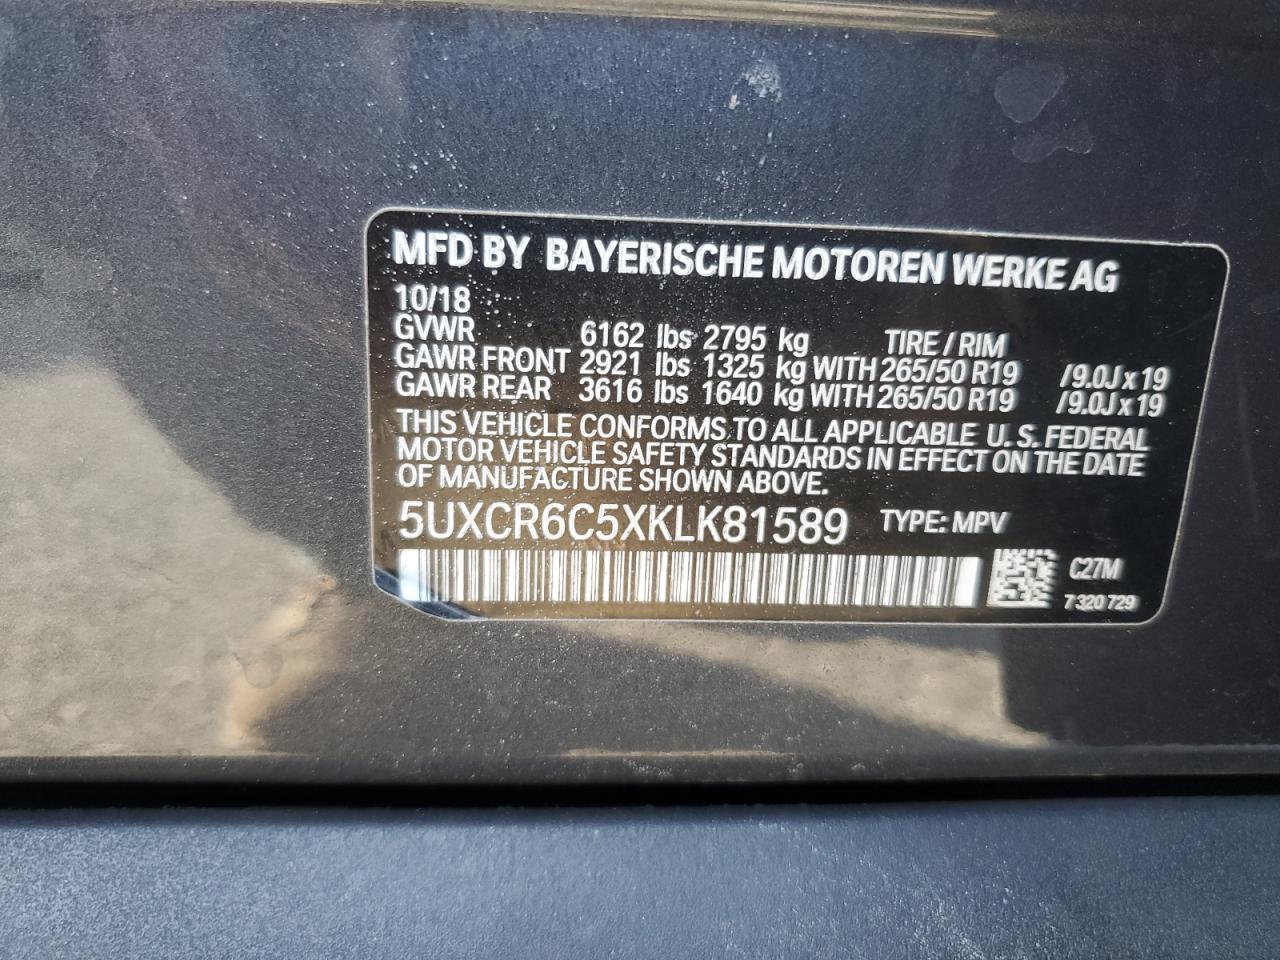 MFD BY BAYERISCHE MOTOREN WERKE AG
10/18
GVWR 6162 lbs 2795 kg TIRE / RIM
GAWR FRONT 2921 lbs 1325 kg WITH 265/50 R19 /9.0J x 19
GAWR REAR 3616 lbs 1640 kg WITH 265/50 R19 /9.0J x 19
THIS VEHICLE CONFORMS TO ALL APPLICABLE U.S. FEDERAL
MOTOR VEHICLE SAFETY STANDARDS IN EFFECT ON THE DATE
OF MANUFACTURE SHOWN ABOVE.
5UXCR6C5XKLK81589 TYPE: MPV
C27M
7 320 729